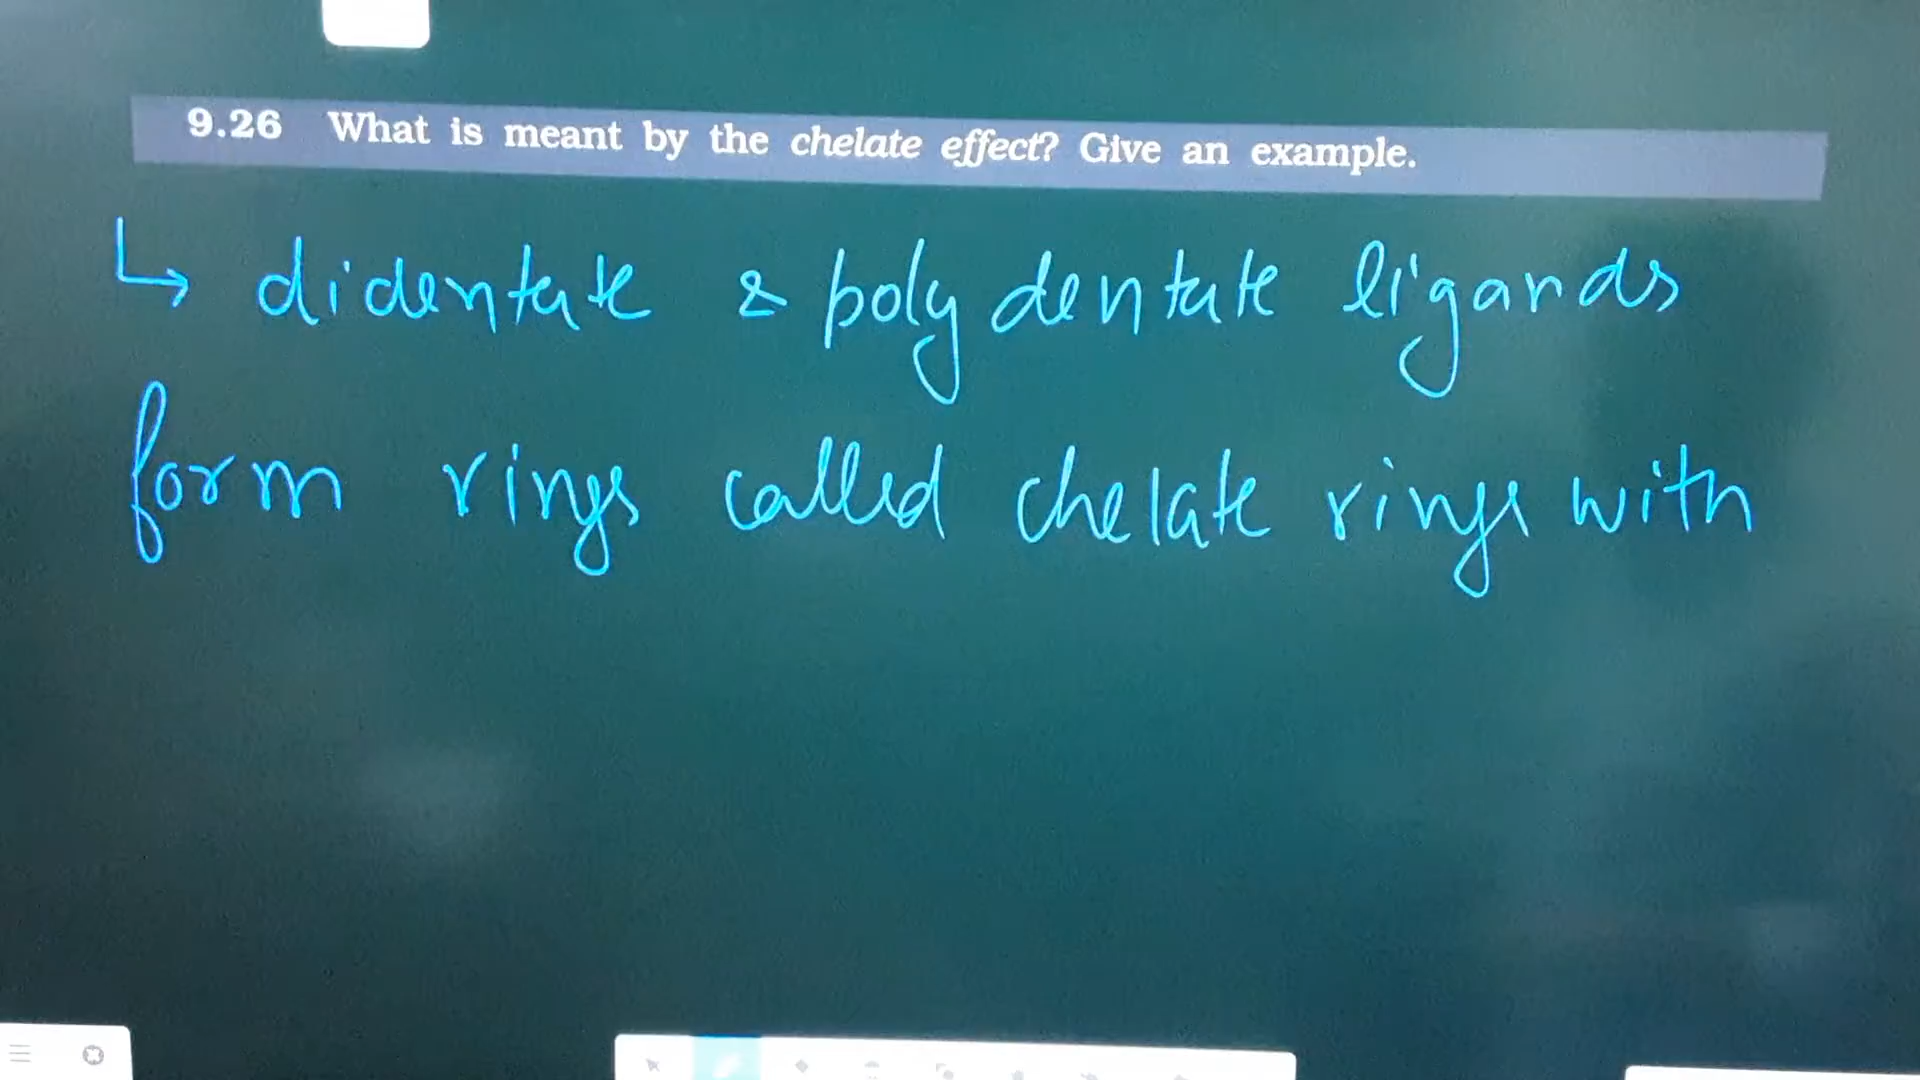 9.26 What is meant by the chelate effect? Give an example.
↳ didentate & polydentate ligands
form rings called chelate rings with